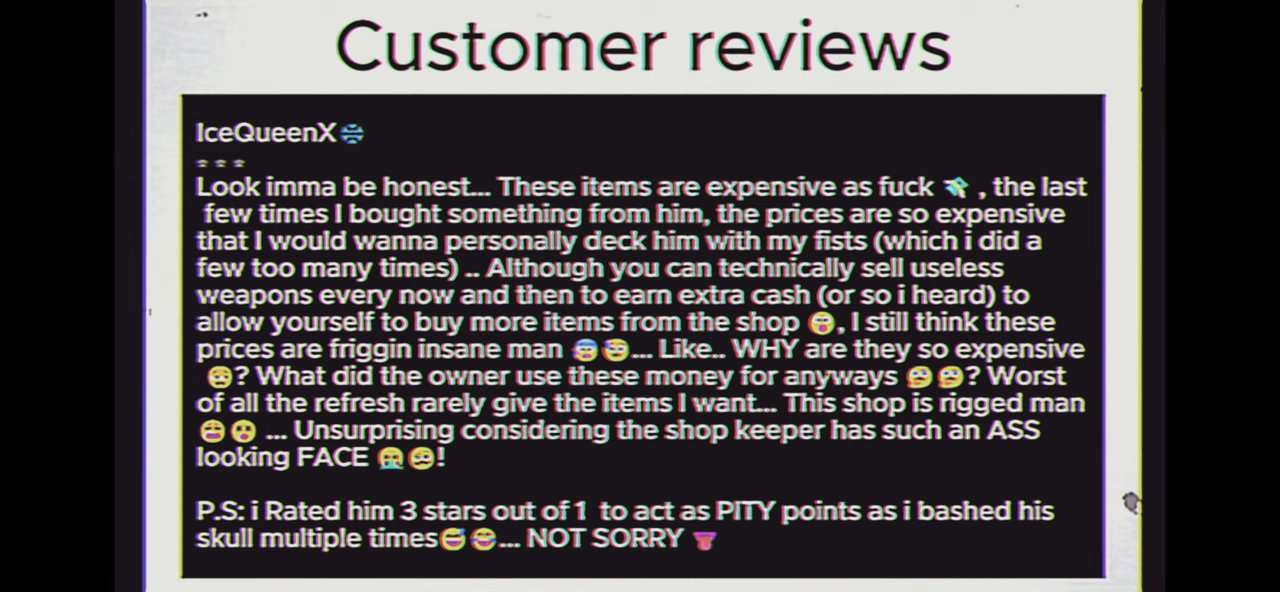 Customer reviews
IceQueenX
Look imma be honest... These items are expensive as fuck 💸 , the last
few times I bought something from him, the prices are so expensive
that I would wanna personally deck him with my fists (which i did a
few too many times) .. Although you can technically sell useless
weapons every now and then to earn extra cash (or so i heard) to
allow yourself to buy more items from the shop , I still think these
prices are friggin insane man ... Like.. WHY are they so expensive
? What did the owner use these money for anyways ? Worst
of all the refresh rarely give the items I want... This shop is rigged man
... Unsurprising considering the shop keeper has such an ASS
looking FACE !
P.S: i Rated him 3 stars out of 1 to act as PITY points as i bashed his
skull multiple times... NOT SORRY